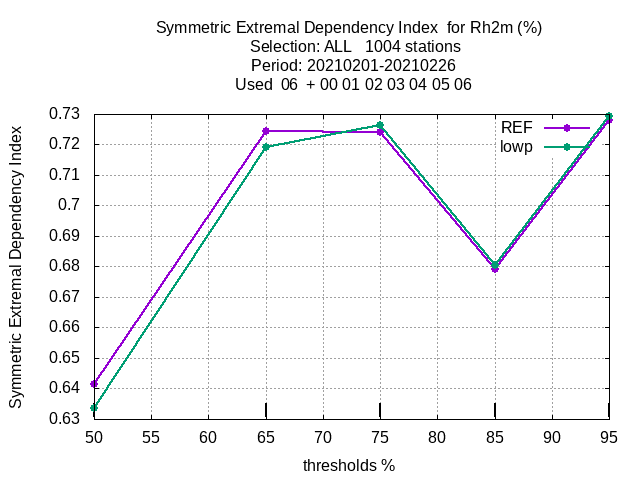 Symmetric Extremal Dependency Index  for Rh2m (%)
Selection: ALL   1004 stations
Period: 20210201-20210226
Used  06  + 00 01 02 03 04 05 06
Symmetric Extremal Dependency Index
0.73
0.72
0.71
0.7
0.69
0.68
0.67
0.66
0.65
0.64
0.63
REF
lowp
50 55 60 65 70 75 80 85 90 95
thresholds %